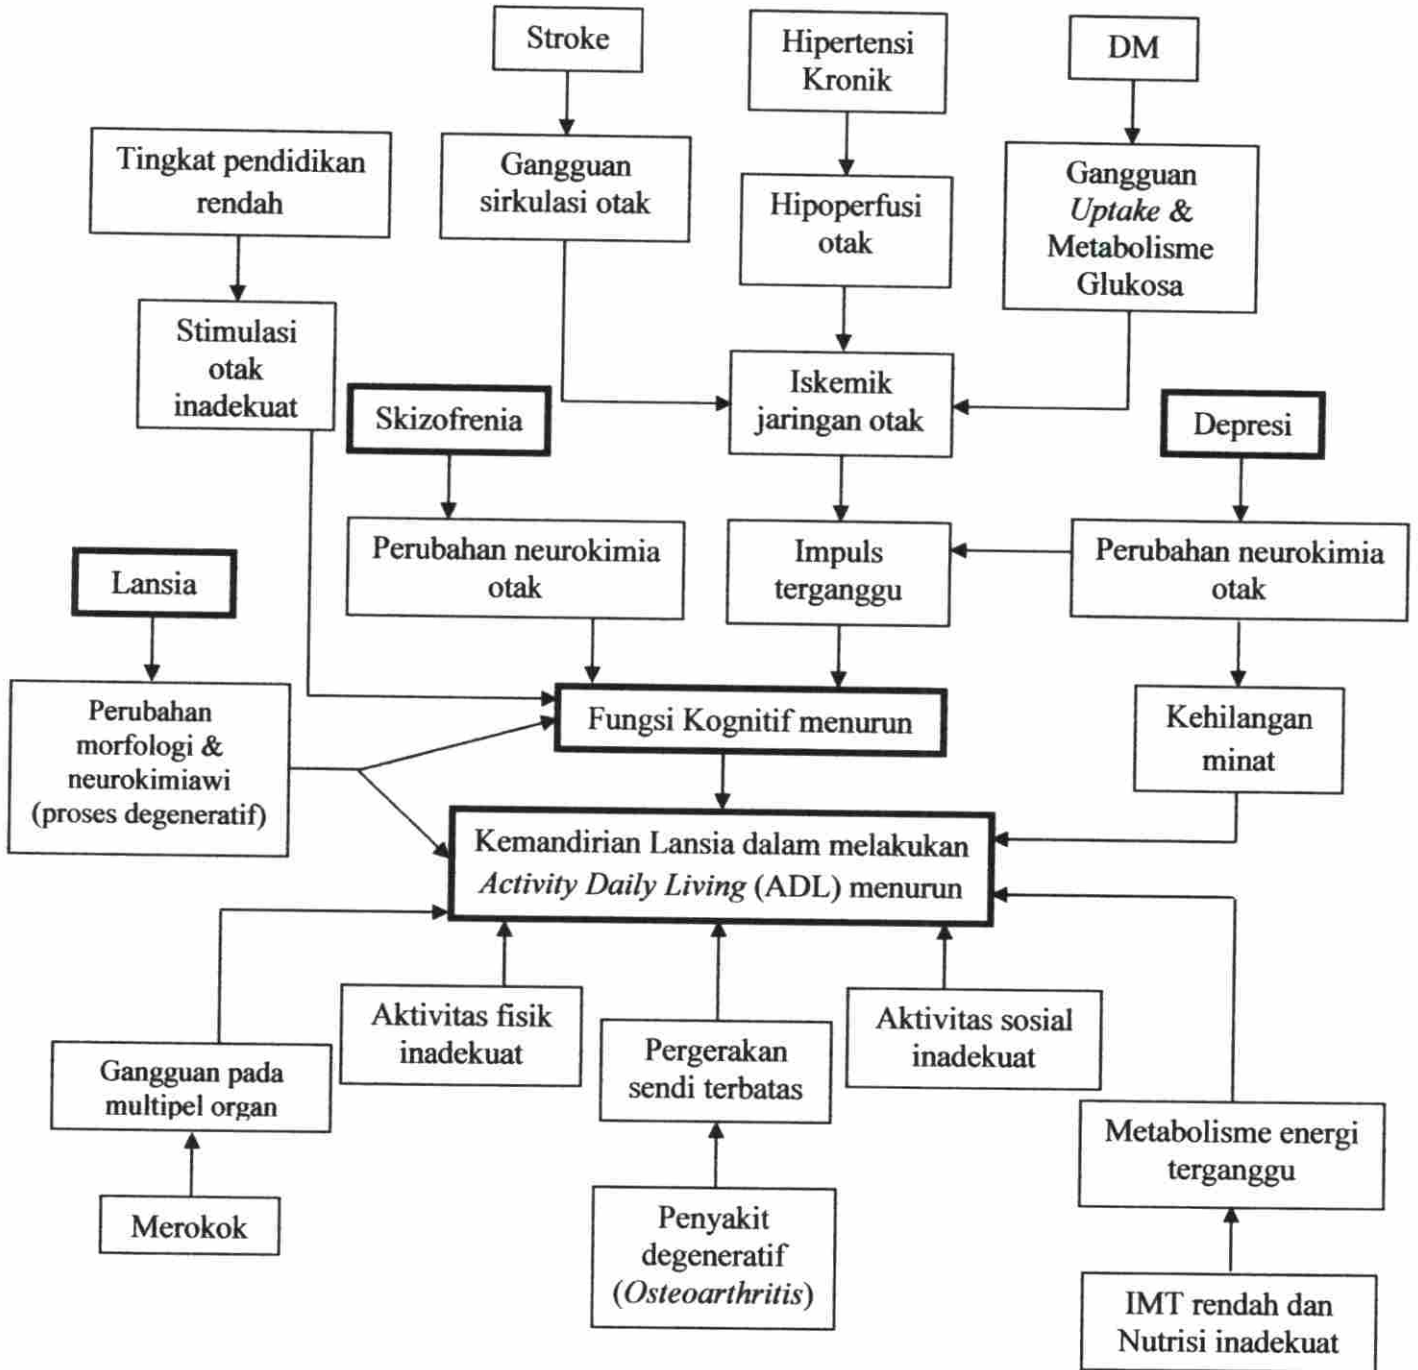 Stroke
Hipertensi
Kronik
DM
Tingkat pendidikan
rendah
Gangguan
sirkulasi otak
Hipoperfusi
otak
Gangguan
Uptake &
Metabolisme
Glukosa
Stimulasi
otak
inadekuat
Skizofrenia
Iskemik
jaringan otak
Depresi
Lansia
Perubahan neurokimia
otak
Impuls
terganggu
Perubahan neurokimia
otak
Perubahan
morfologi &
neurokimiawi
(proses degeneratif)
Fungsi Kognitif menurun
Kehilangan
minat
Kemandirian Lansia dalam melakukan
Activity Daily Living (ADL) menurun
Gangguan pada
multipel organ
Aktivitas fisik
inadekuat
Pergerakan
sendi terbatas
Aktivitas sosial
inadekuat
Metabolisme energi
terganggu
Merokok
Penyakit
degeneratif
(Osteoarthritis)
IMT rendah dan
Nutrisi inadekuat